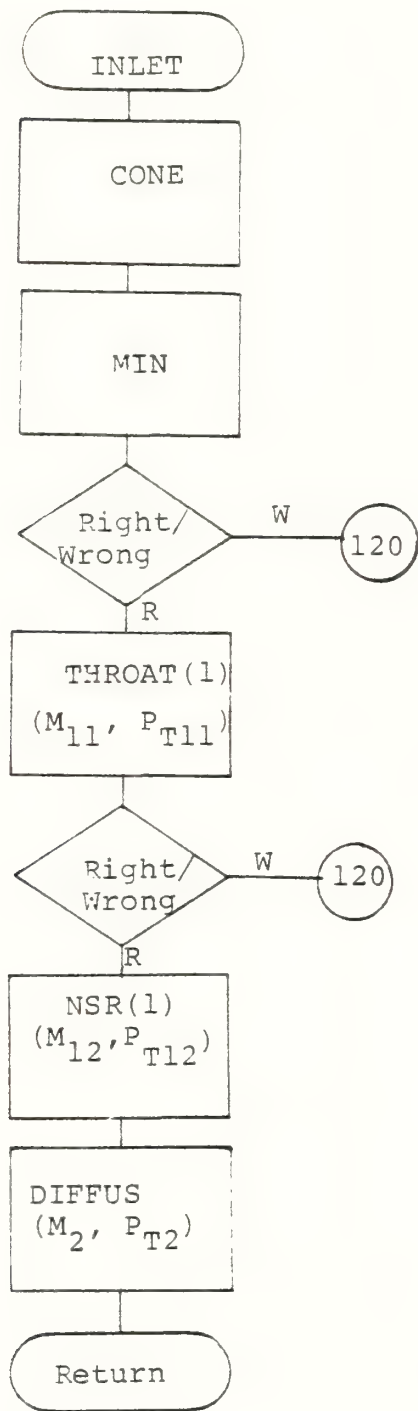 INLET
CONE
MIN
Right/
Wrong
W
120
R
THROAT(1)
(M11, PT11)
Right/
Wrong
W
120
R
NSR(1)
(M12,PT12)
DIFFUS
(M2, PT2)
Return